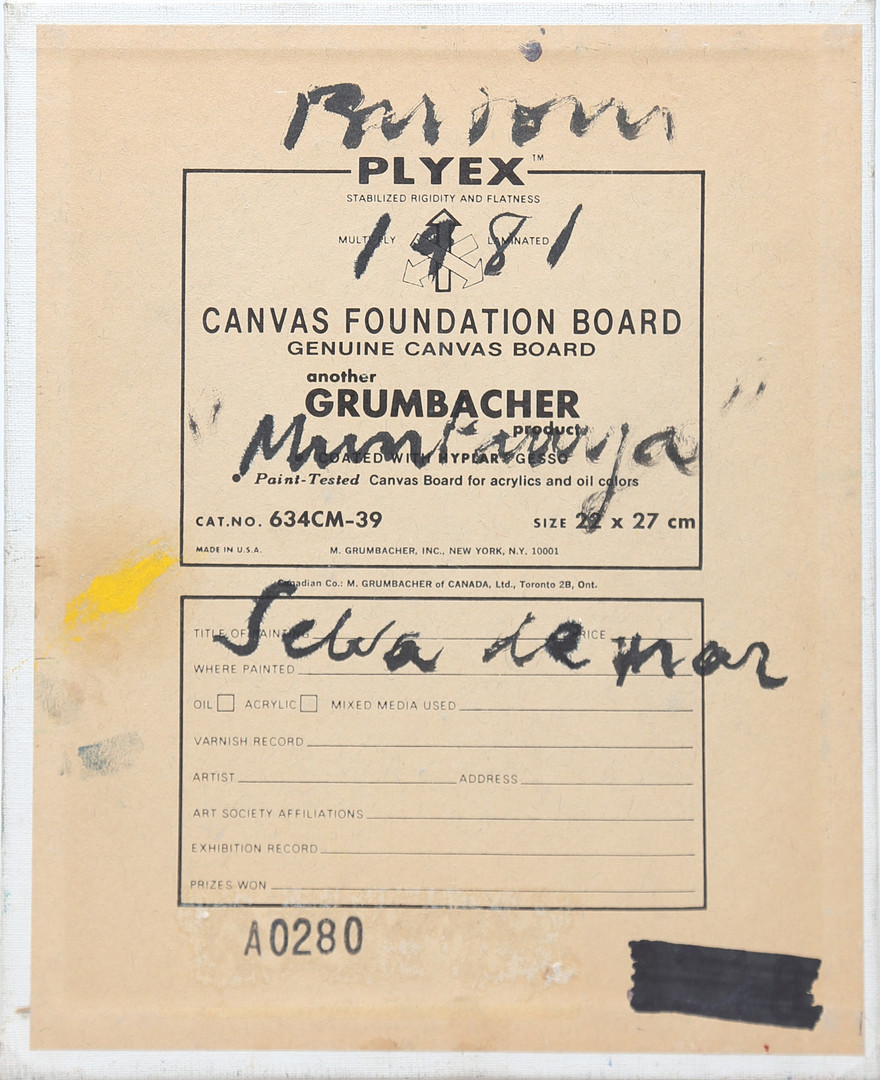 PLYEX™
STABILIZED RIGIDITY AND FLATNESS
MULTI-PLY LAMINATED
1981
CANVAS FOUNDATION BOARD
GENUINE CANVAS BOARD
another
GRUMBACHER
product
"Muntanya"
COATED WITH HYPLAR GESSO
• Paint-Tested Canvas Board for acrylics and oil colors
CAT.NO. 634CM-39 SIZE 22 x 27 cm
MADE IN U.S.A. M. GRUMBACHER, INC., NEW YORK, N.Y. 10001
Canadian Co.: M. GRUMBACHER of CANADA, Ltd., Toronto 2B, Ont.
Selva de mar
TITLE OF PAINTING PRICE
WHERE PAINTED
OIL ACRYLIC MIXED MEDIA USED
VARNISH RECORD
ARTIST ADDRESS
ART SOCIETY AFFILIATIONS
EXHIBITION RECORD
PRIZES WON
A0280